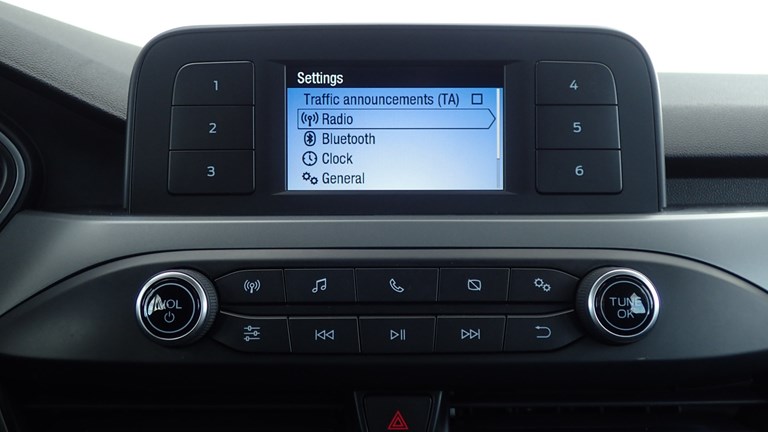 Settings
Traffic announcements (TA)
Radio
Bluetooth
Clock
General
1
2
3
4
5
6
VOL
TUNE
OK